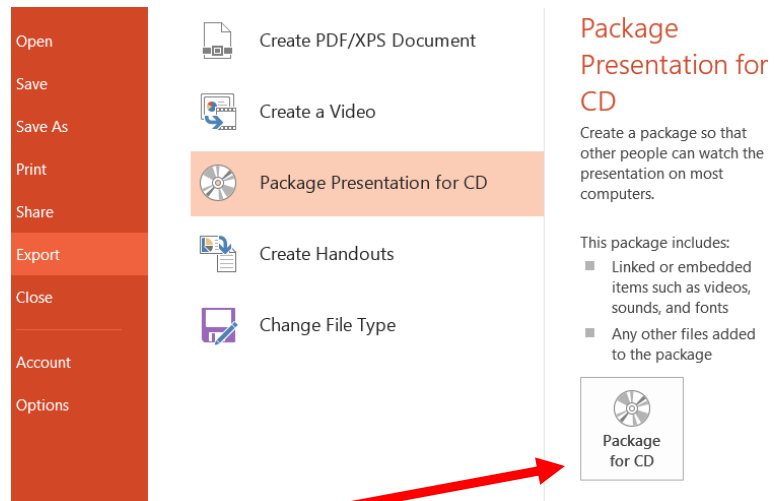 Open
Save
Save As
Print
Share
Export
Close
Account
Options
Create PDF/XPS Document
Create a Video
Package Presentation for CD
Create Handouts
Change File Type
Package
Presentation for
CD
Create a package so that
other people can watch the
presentation on most
computers.
This package includes:
Linked or embedded
items such as videos,
sounds, and fonts
Any other files added
to the package
Package
for CD